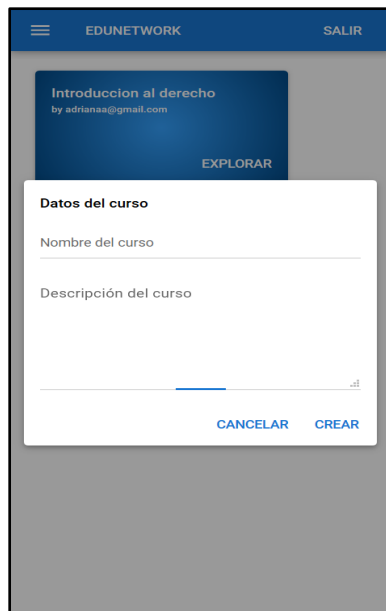 EDUNETWORK SALIR
Introduccion al derecho
by adrianaa@gmail.com
EXPLORAR
Datos del curso
Nombre del curso
Descripción del curso
CANCELAR CREAR